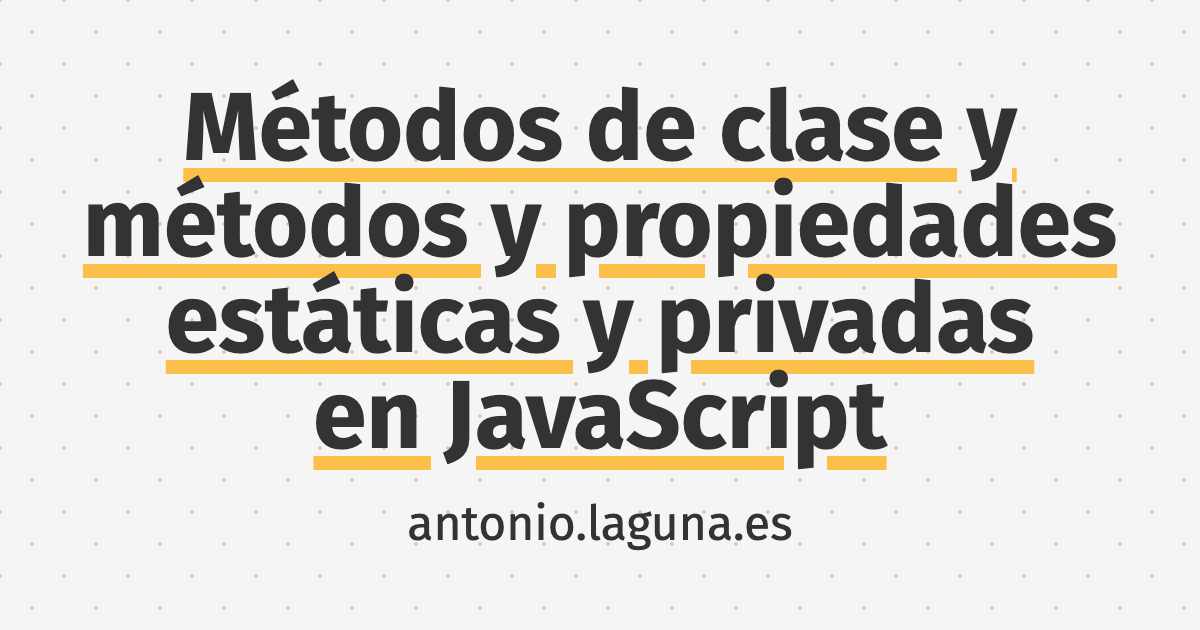 Métodos de clase y
métodos y propiedades
estáticas y privadas
en JavaScript
antonio.laguna.es